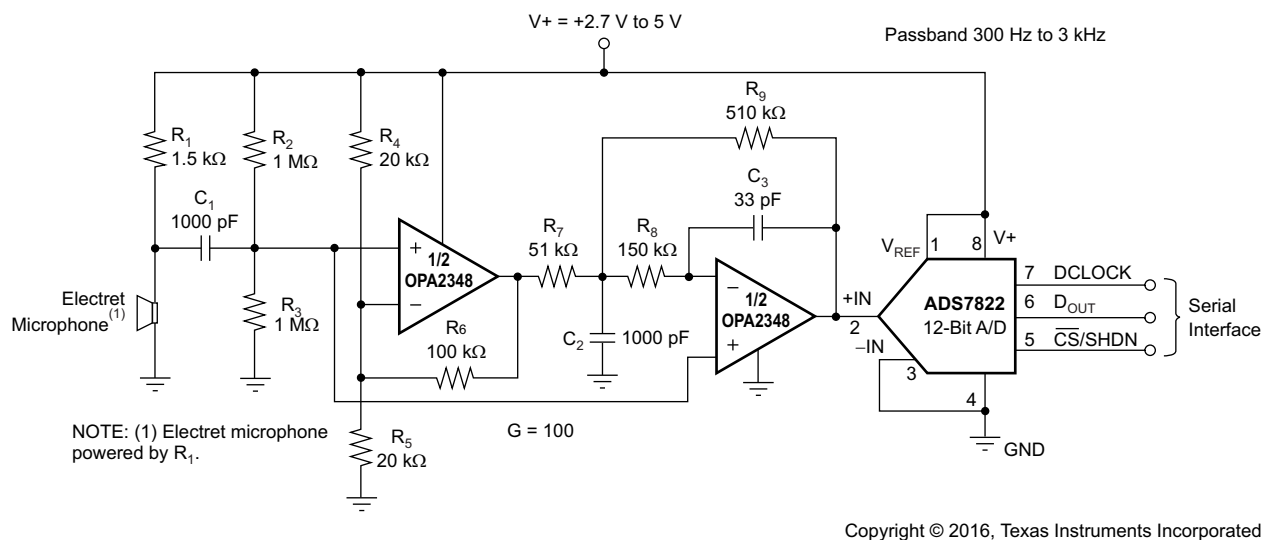 V+ = +2.7 V to 5 V
Passband 300 Hz to 3 kHz
R1
1.5 kΩ
R2
1 MΩ
R4
20 kΩ
R9
510 kΩ
C1
1000 pF
C3
33 pF
R7
51 kΩ
R8
150 kΩ
+
1/2
OPA2348
−
VREF
1
8
V+
−
1/2
OPA2348
+
+IN
2
−IN
3
ADS7822
12-Bit A/D
7
DCLOCK
6
DOUT
5
CS/SHDN
Serial
Interface
4
GND
Electret
Microphone(1)
R3
1 MΩ
R6
100 kΩ
C2
1000 pF
NOTE: (1) Electret microphone
powered by R1.
R5
20 kΩ
G = 100
Copyright © 2016, Texas Instruments Incorporated